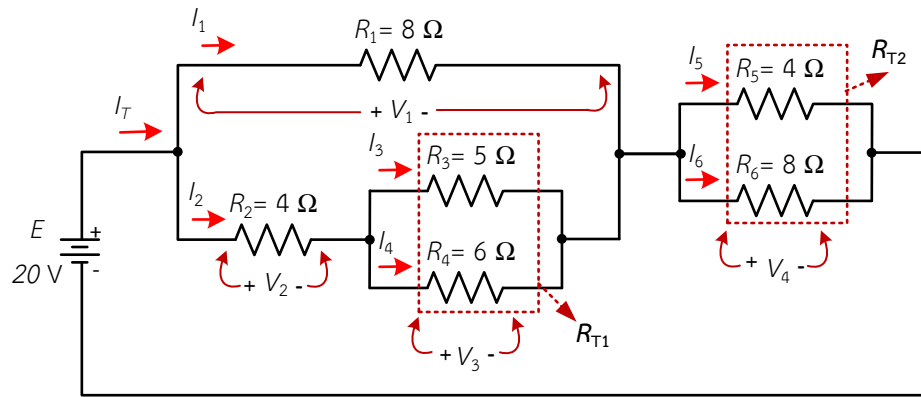 I1
R1= 8 Ω
I5
R5= 4 Ω
RT2
IT
+ V1 -
I3
R3= 5 Ω
I6
R6= 8 Ω
I2
R2= 4 Ω
E
+
20 V
-
I4
R4= 6 Ω
+ V2 -
+ V4 -
RT1
+ V3 -